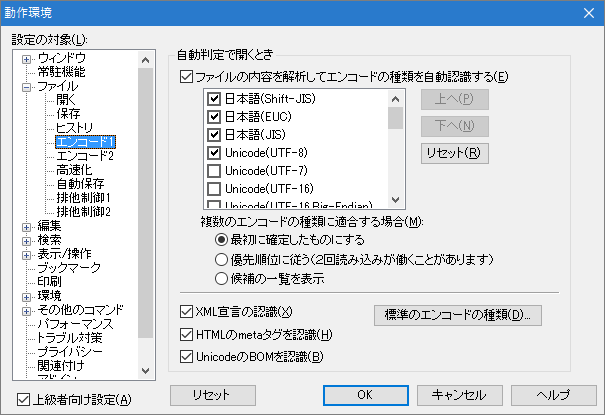 動作環境
設定の対象(L):
ウィンドウ
常駐機能
ファイル
開く
保存
ヒストリ
エンコード1
エンコード2
高速化
自動保存
排他制御1
排他制御2
編集
検索
表示/操作
ブックマーク
印刷
環境
その他のコマンド
パフォーマンス
トラブル対策
プライバシー
関連付け
アドイン
上級者向け設定(A)
自動判定で開くとき
ファイルの内容を解析してエンコードの種類を自動認識する(E)
日本語(Shift-JIS)
日本語(EUC)
日本語(JIS)
Unicode(UTF-8)
Unicode(UTF-7)
Unicode(UTF-16)
Unicode(UTF-16 Big-Endian)
上へ(P)
下へ(N)
リセット(R)
複数のエンコードの種類に適合する場合(M):
最初に確定したものにする
優先順位に従う(2回読み込みが働くことがあります)
候補の一覧を表示
XML宣言の認識(X)
HTMLのmetaタグを認識(H)
UnicodeのBOMを認識(B)
標準のエンコードの種類(D)...
リセット
OK
キャンセル
ヘルプ